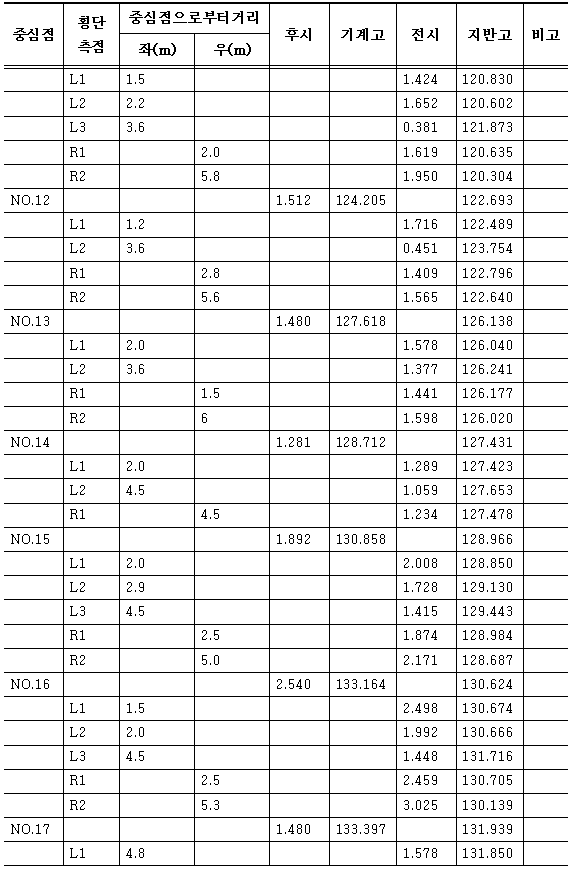 중심점 횡단측점 중심점으로부터거리 후시 기계고 전시 지반고 비고
좌(m) 우(m)
L1 1.5 1.424 120.830
L2 2.2 1.652 120.602
L3 3.6 0.381 121.873
R1 2.0 1.619 120.635
R2 5.8 1.950 120.304
NO.12 1.512 124.205 122.693
L1 1.2 1.716 122.489
L2 3.6 0.451 123.754
R1 2.8 1.409 122.796
R2 5.6 1.565 122.640
NO.13 1.480 127.618 126.138
L1 2.0 1.578 126.040
L2 3.6 1.377 126.241
R1 1.5 1.441 126.177
R2 6 1.598 126.020
NO.14 1.281 128.712 127.431
L1 2.0 1.289 127.423
L2 4.5 1.059 127.653
R1 4.5 1.234 127.478
NO.15 1.892 130.858 128.966
L1 2.0 2.008 128.850
L2 2.9 1.728 129.130
L3 4.5 1.415 129.443
R1 2.5 1.874 128.984
R2 5.0 2.171 128.687
NO.16 2.540 133.164 130.624
L1 1.5 2.498 130.674
L2 2.0 1.992 130.666
L3 4.5 1.448 131.716
R1 2.5 2.459 130.705
R2 5.3 3.025 130.139
NO.17 1.480 133.397 131.939
L1 4.8 1.578 131.850